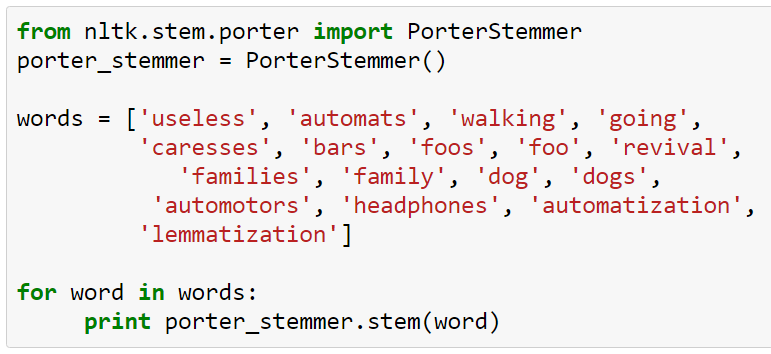 from nltk.stem.porter import PorterStemmer
porter_stemmer = PorterStemmer()
words = ['useless', 'automats', 'walking', 'going',
'caresses', 'bars', 'foos', 'foo', 'revival',
'families', 'family', 'dog', 'dogs',
'automotors', 'headphones', 'automatization',
'lemmatization']
for word in words:
print porter_stemmer.stem(word)